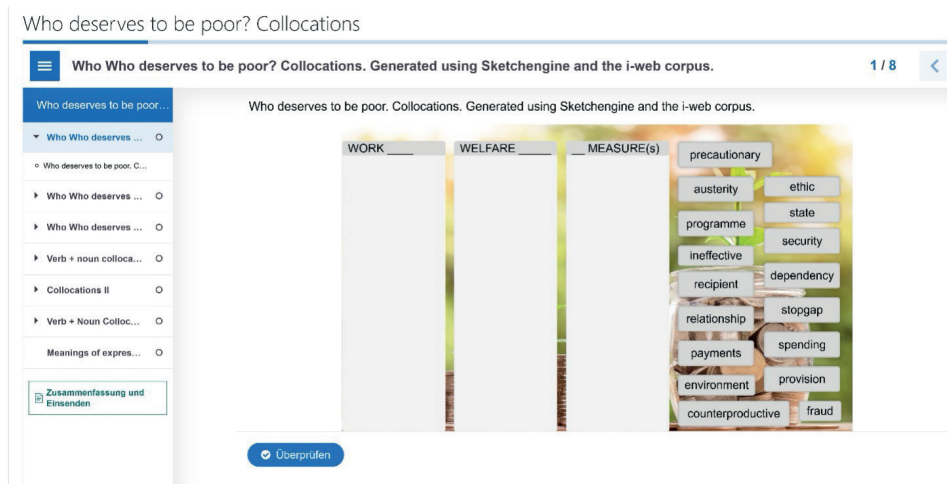 Who deserves to be poor? Collocations
Who Who deserves to be poor? Collocations. Generated using Sketchengine and the i-web corpus.
1 / 8
Who deserves to be poor...
Who Who deserves ...
Who deserves to be poor. C...
Who Who deserves ...
Who Who deserves ...
Verb + noun colloca...
Collocations II
Verb + Noun Colloc...
Meanings of expres...
Zusammenfassung und
Einsenden
Who deserves to be poor. Collocations. Generated using Sketchengine and the i-web corpus.
WORK ____
WELFARE _____
__ MEASURE(s)
precautionary
austerity
ethic
state
programme
security
ineffective
dependency
recipient
stopgap
relationship
spending
payments
provision
environment
fraud
counterproductive
Überprüfen